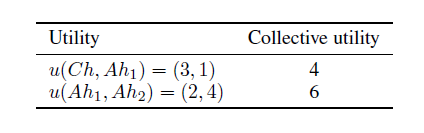 Utility Collective utility
u(Ch, Ah₁) = (3, 1) 4
u(Ah₁, Ah₂) = (2, 4) 6